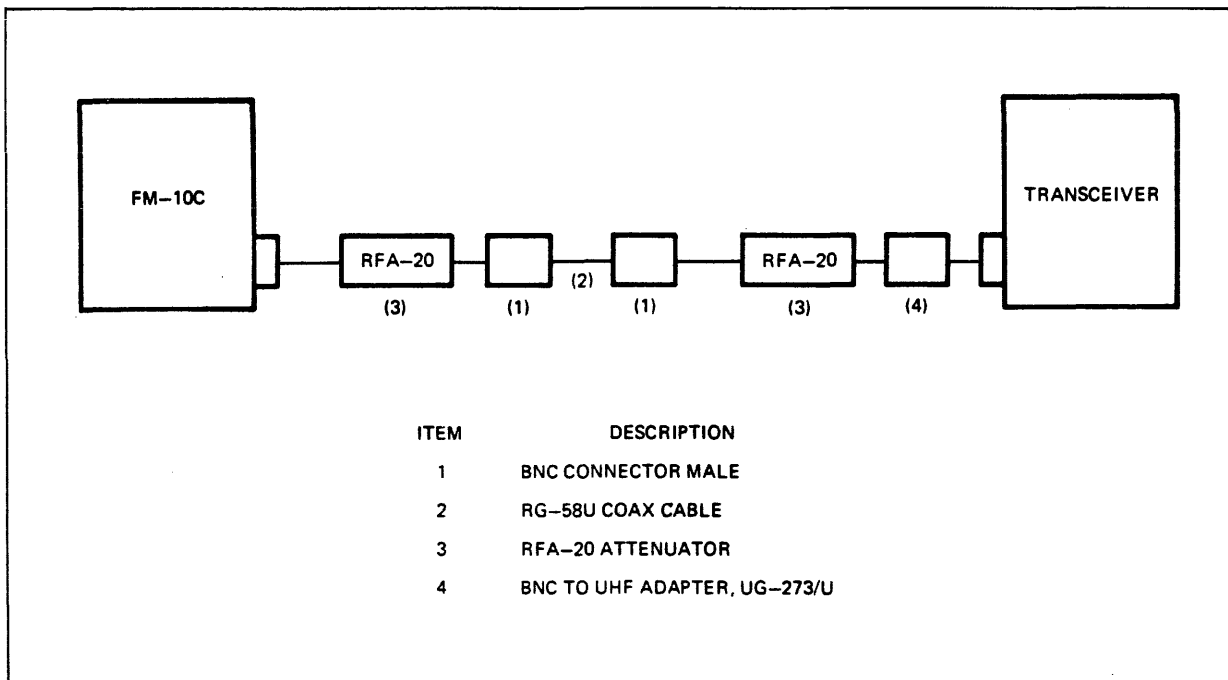 FM–10C
TRANSCEIVER
RFA–20
RFA–20
(2)
(3)
(1)
(1)
(3)
(4)
ITEM DESCRIPTION
1 BNC CONNECTOR MALE
2 RG–58U COAX CABLE
3 RFA–20 ATTENUATOR
4 BNC TO UHF ADAPTER, UG–273/U